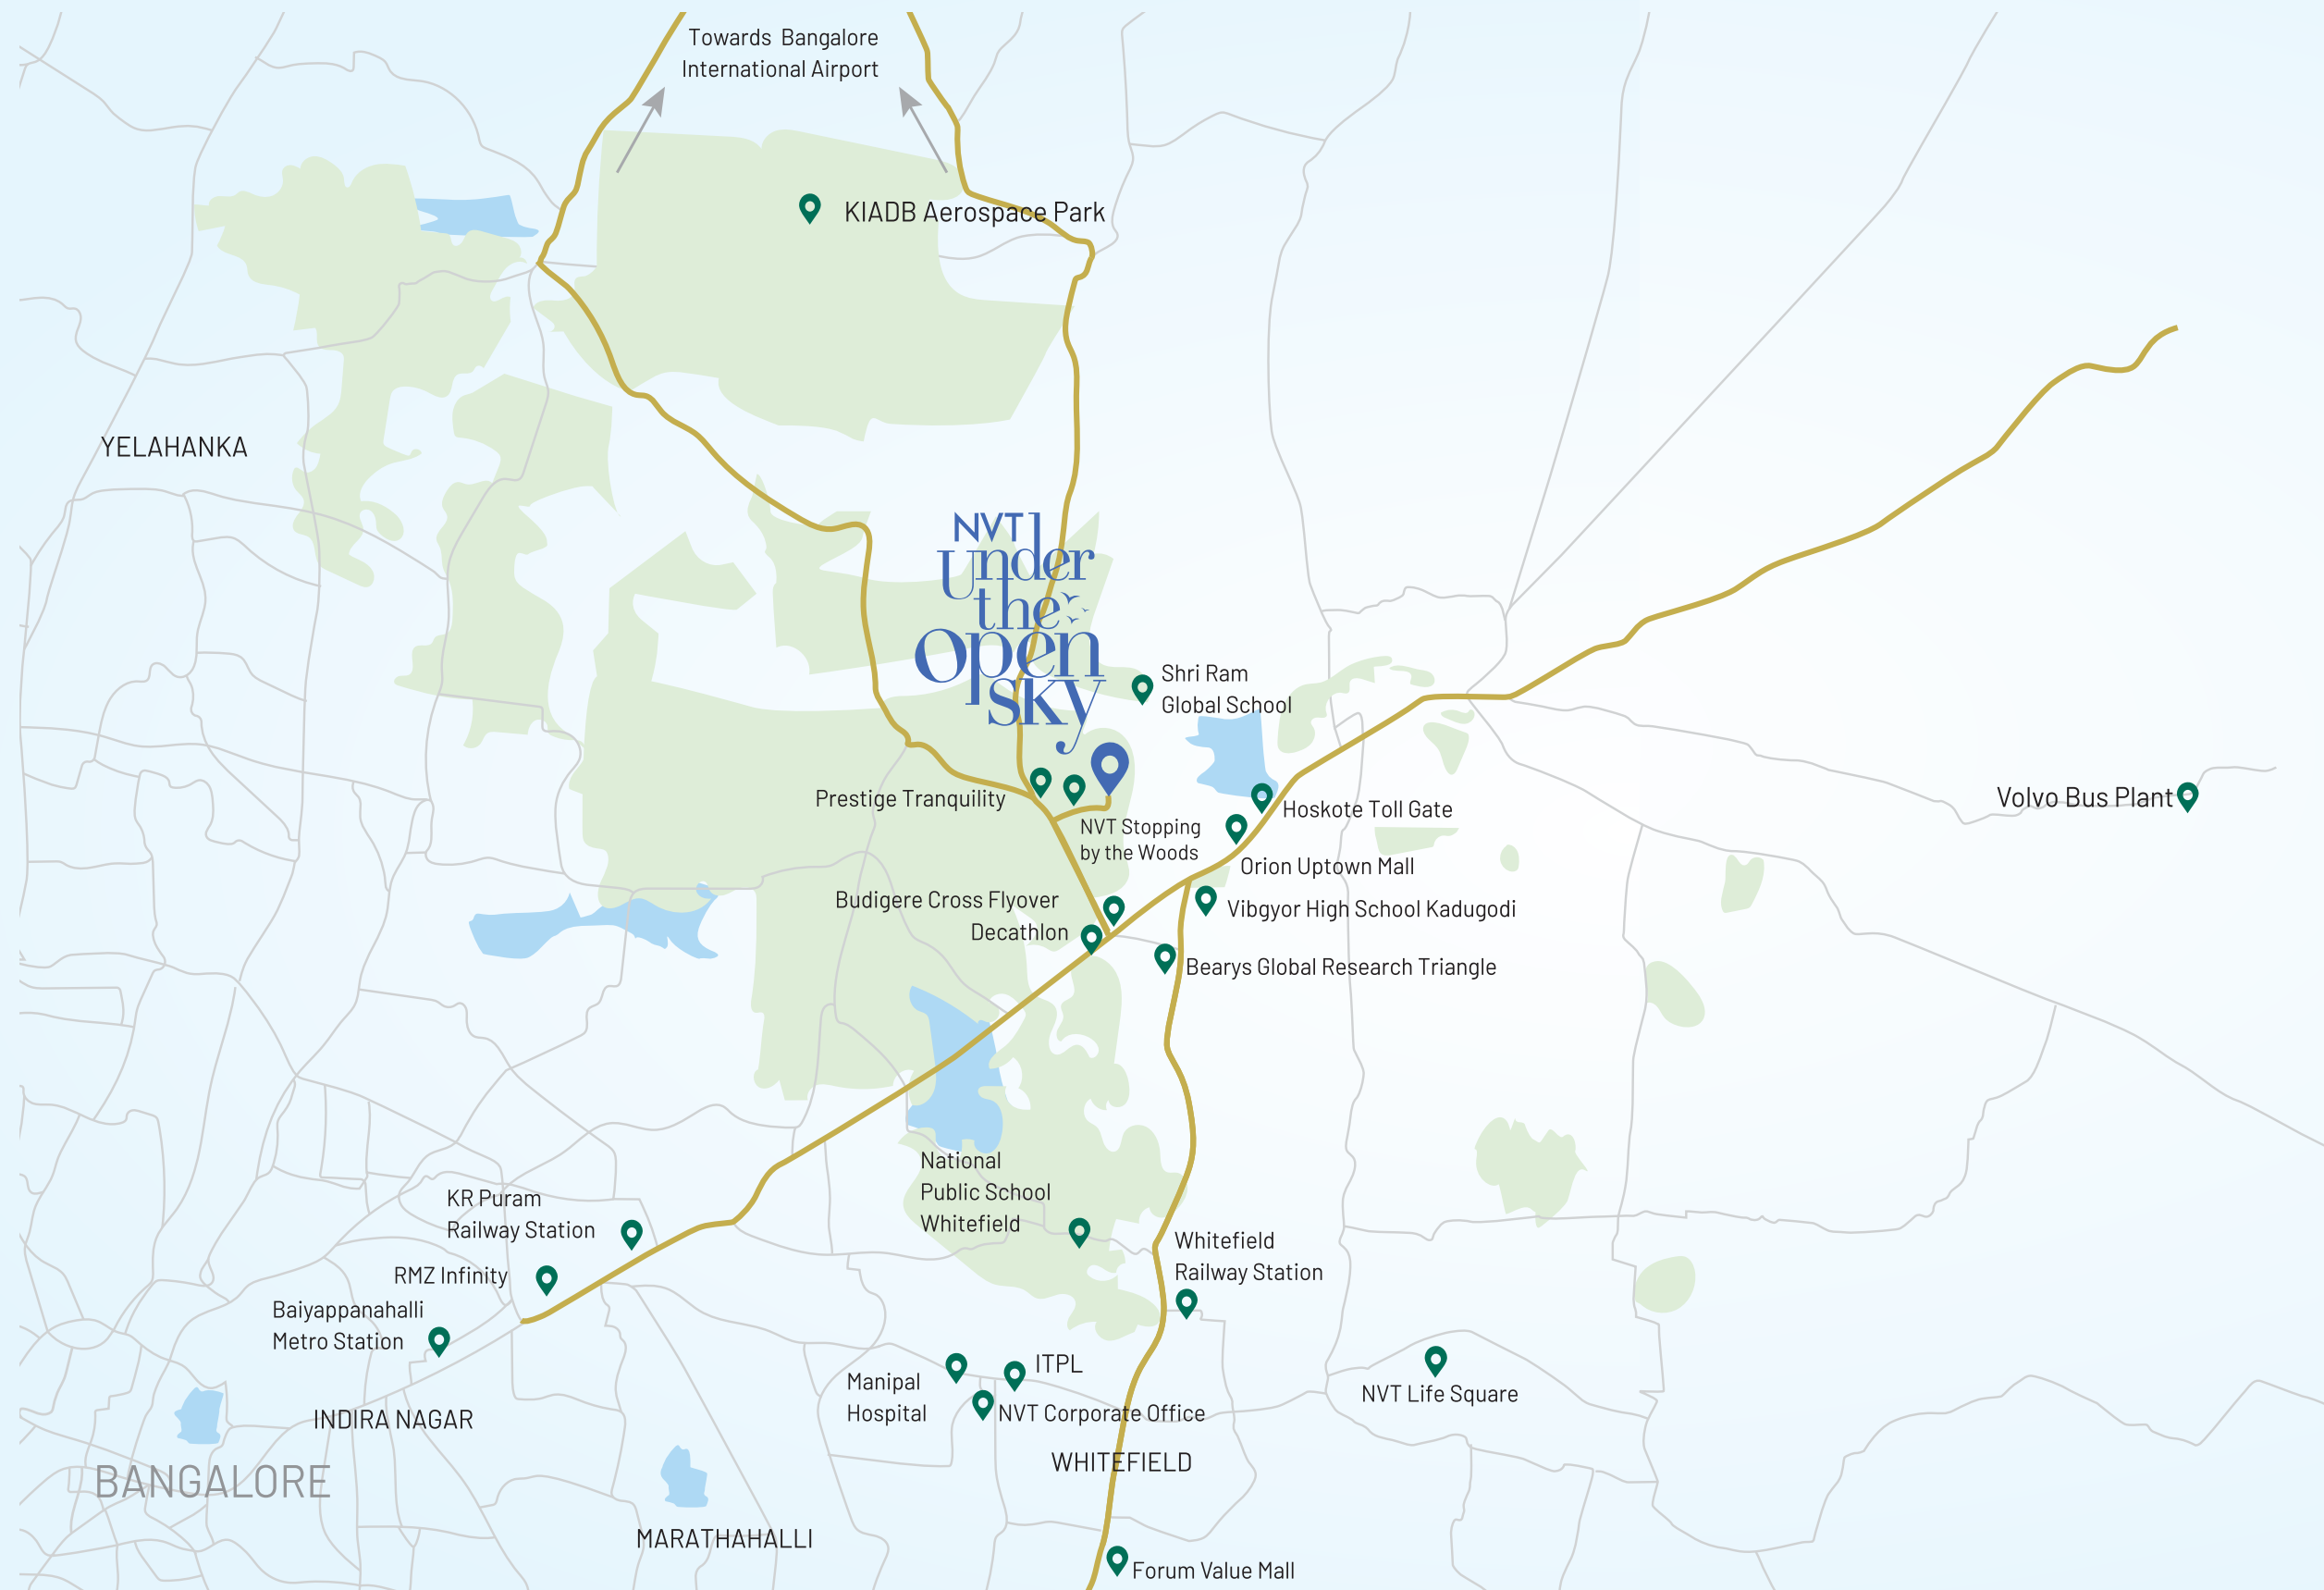 Towards Bangalore
International Airport
KIADB Aerospace Park
YELAHANKA
NVT
Under
the
Open
Sky
Shri Ram
Global School
Prestige Tranquility
Hoskote Toll Gate
Volvo Bus Plant
NVT Stopping
by the Woods
Orion Uptown Mall
Budigere Cross Flyover
Vibgyor High School Kadugodi
Decathlon
Bearys Global Research Triangle
National
Public School
Whitefield
KR Puram
Railway Station
Whitefield
Railway Station
RMZ Infinity
Baiyappanahalli
Metro Station
ITPL
Manipal
Hospital
NVT Life Square
NVT Corporate Office
INDIRA NAGAR
WHITEFIELD
BANGALORE
MARATHAHALLI
Forum Value Mall